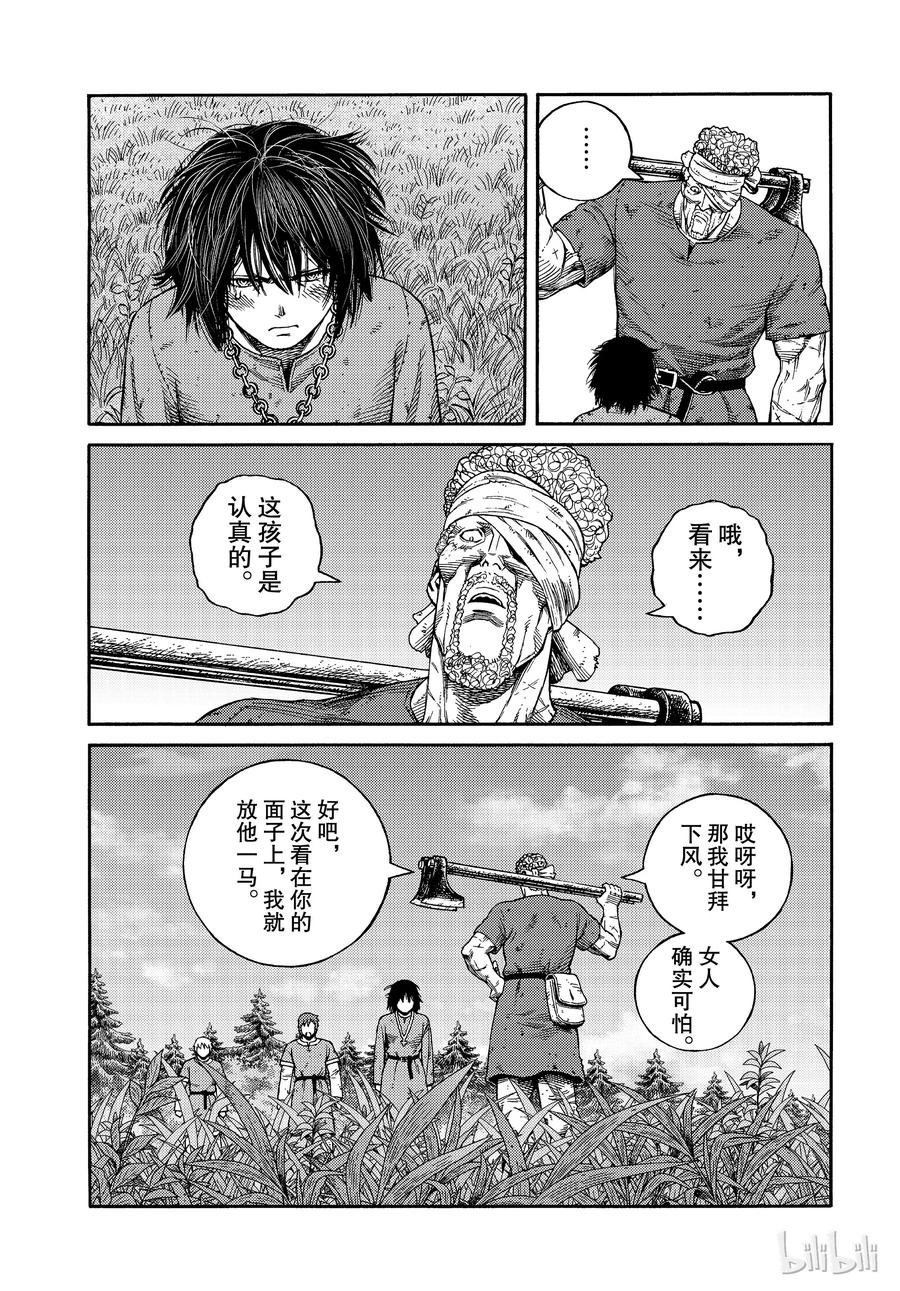 ……
哦，
看来……
这孩子是
认真的。
哎呀呀，
那我甘拜
下风。
女人
确实可怕。
好吧，
这次看在你的
面子上，我就
放他一马。
bilibili